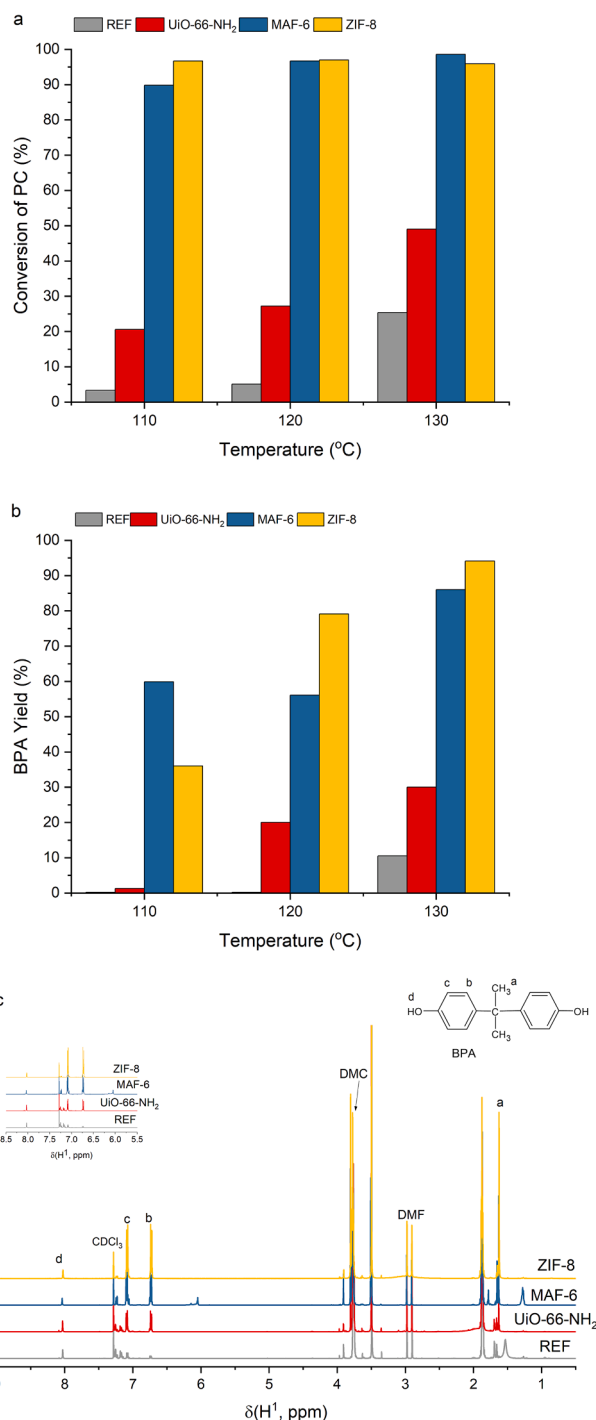 a
REF UiO-66-NH₂ MAF-6 ZIF-8
100
90
80
70
60
50
40
30
20
10
0
Conversion of PC (%)
110 120 130
Temperature (°C)
b
REF UiO-66-NH₂ MAF-6 ZIF-8
100
90
80
70
60
50
40
30
20
10
0
BPA Yield (%)
110 120 130
Temperature (°C)
c
d HO c b CH₃ a
C
CH₃
OH
BPA
ZIF-8
MAF-6
UiO-66-NH₂
REF
8.5 8.0 7.5 7.0 6.5 6.0 5.5
δ(H¹, ppm)
DMC
a
c
b
DMF
CDCl₃
d
ZIF-8
MAF-6
UiO-66-NH₂
REF
8 7 6 5 4 3 2 1
δ(H¹, ppm)